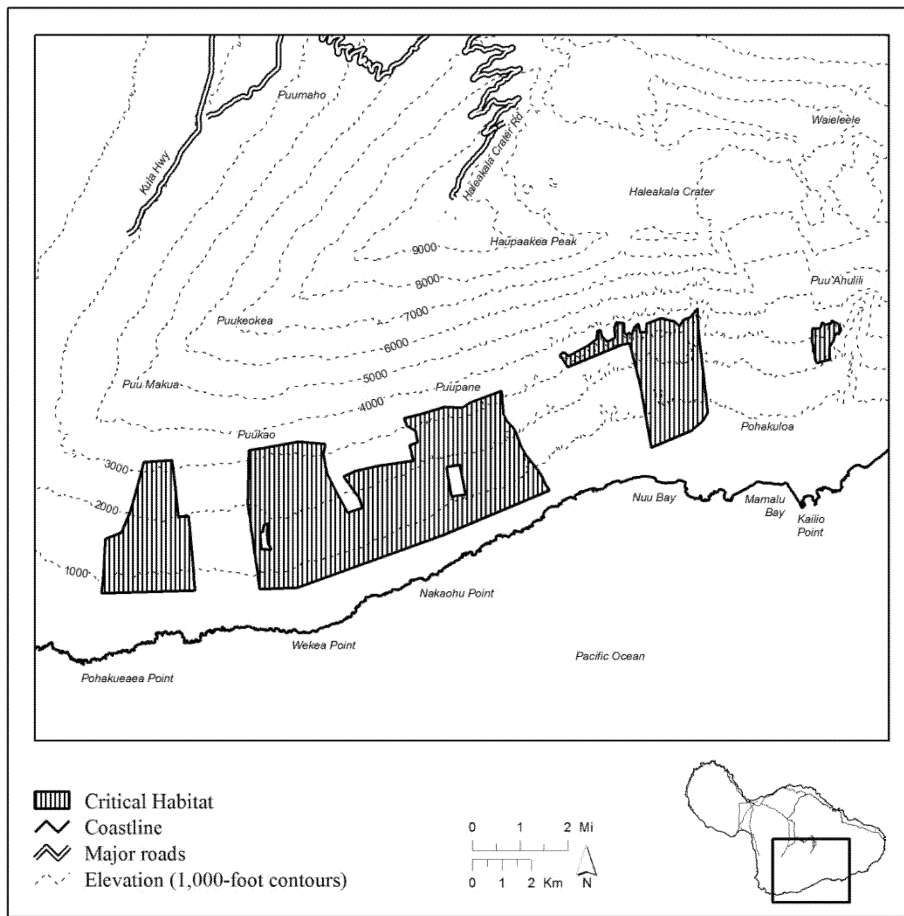 Puumaho
Waieleele
Kula Hwy
Haleakala Crater Rd
Haleakala Crater
Haupaakea Peak
9000
Puu Ahulili
8000
Puukeokea
7000
6000
5000
Puu Makua
Puupane
4000
Puukao
Pohakuloa
3000
Nuu Bay
Mamalu
Bay
2000
Kailio
Point
1000
Nakaohu Point
Wekea Point
Pacific Ocean
Pohakueaea Point
Critical Habitat
Coastline
Major roads
Elevation (1,000-foot contours)
0 1 2 Mi
0 1 2 Km
N